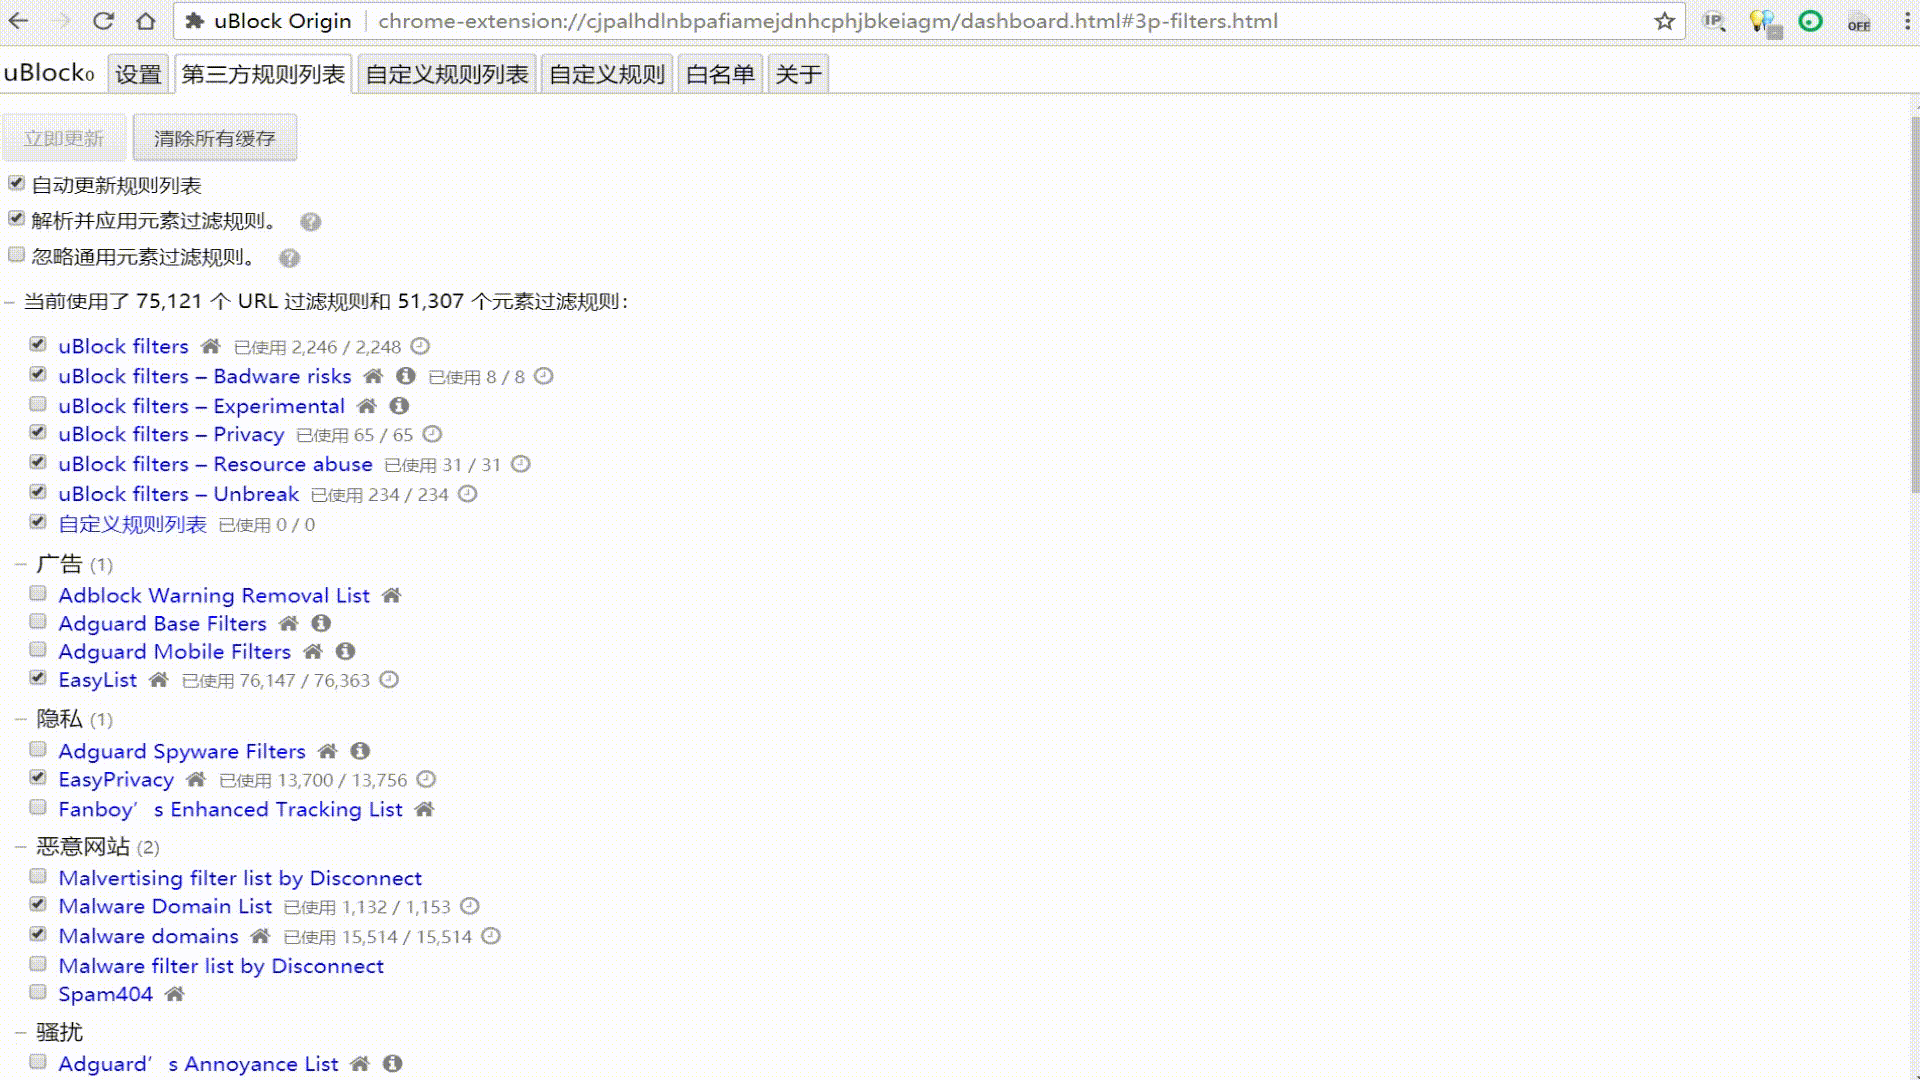 uBlock Origin chrome-extension://cjpalhdlnbpafiamejdnhcphjbkeiagm/dashboard.html#3p-filters.html IP OFF
uBlock0 设置 第三方规则列表 自定义规则列表 自定义规则 白名单 关于
立即更新 清除所有缓存
自动更新规则列表
解析并应用元素过滤规则。
忽略通用元素过滤规则。
– 当前使用了 75,121 个 URL 过滤规则和 51,307 个元素过滤规则：
uBlock filters 已使用 2,246 / 2,248
uBlock filters – Badware risks 已使用 8 / 8
uBlock filters – Experimental
uBlock filters – Privacy 已使用 65 / 65
uBlock filters – Resource abuse 已使用 31 / 31
uBlock filters – Unbreak 已使用 234 / 234
自定义规则列表 已使用 0 / 0
– 广告 (1)
Adblock Warning Removal List
Adguard Base Filters
Adguard Mobile Filters
EasyList 已使用 76,147 / 76,363
– 隐私 (1)
Adguard Spyware Filters
EasyPrivacy 已使用 13,700 / 13,756
Fanboy’s Enhanced Tracking List
– 恶意网站 (2)
Malvertising filter list by Disconnect
Malware Domain List 已使用 1,132 / 1,153
Malware domains 已使用 15,514 / 15,514
Malware filter list by Disconnect
Spam404
– 骚扰
Adguard’s Annoyance List